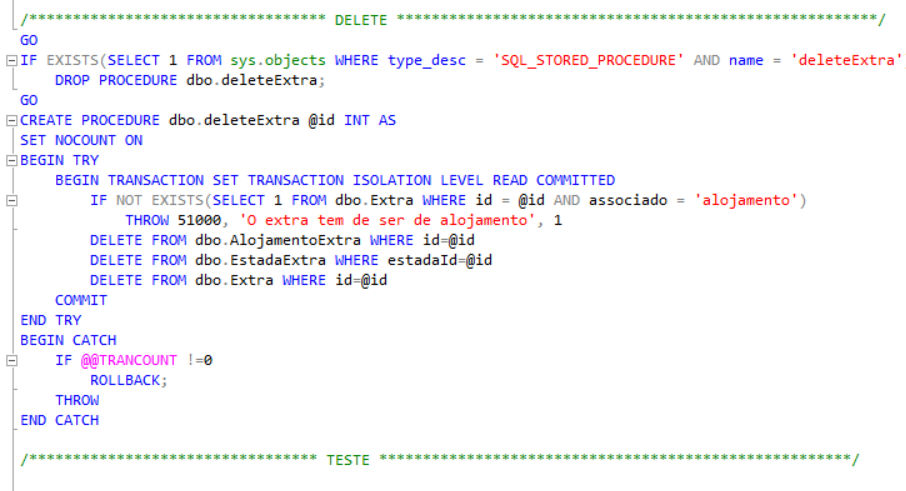 /********************************** DELETE *******************************************************/
GO
IF EXISTS(SELECT 1 FROM sys.objects WHERE type_desc = 'SQL_STORED_PROCEDURE' AND name = 'deleteExtra'
DROP PROCEDURE dbo.deleteExtra;
GO
CREATE PROCEDURE dbo.deleteExtra @id INT AS
SET NOCOUNT ON
BEGIN TRY
BEGIN TRANSACTION SET TRANSACTION ISOLATION LEVEL READ COMMITTED
IF NOT EXISTS(SELECT 1 FROM dbo.Extra WHERE id = @id AND associado = 'alojamento')
THROW 51000, 'O extra tem de ser de alojamento', 1
DELETE FROM dbo.AlojamentoExtra WHERE id=@id
DELETE FROM dbo.EstadaExtra WHERE estadaId=@id
DELETE FROM dbo.Extra WHERE id=@id
COMMIT
END TRY
BEGIN CATCH
IF @@TRANCOUNT !=0
ROLLBACK;
THROW
END CATCH
/********************************* TESTE ******************************************************/